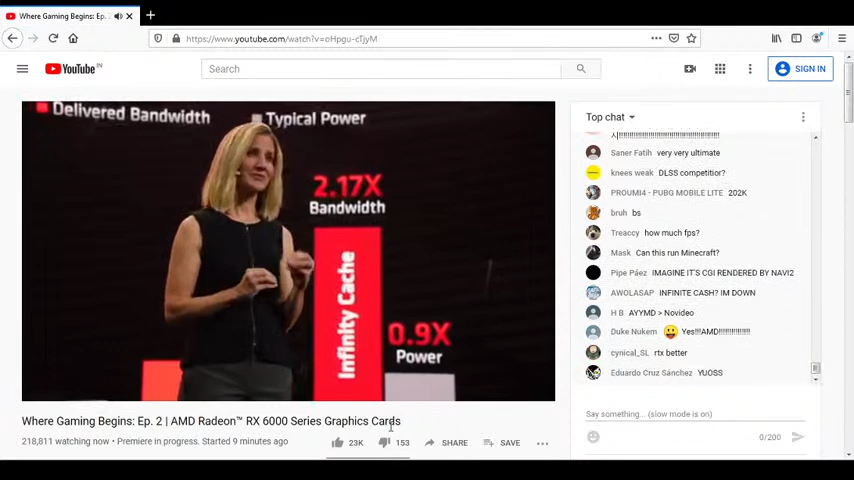 Where Gaming Begins: Ep. 2
https://www.youtube.com/watch?v=oHpgu-cTjyM
YouTube IN
Search
SIGN IN
Delivered Bandwidth
Typical Power
2.17X
Bandwidth
Infinity Cache
0.9X
Power
Where Gaming Begins: Ep. 2 | AMD Radeon™ RX 6000 Series Graphics Cards
218,811 watching now • Premiere in progress. Started 9 minutes ago
23K
153
SHARE
SAVE
Top chat
Saner Fatih very very ultimate
knees weak DLSS competitior?
PROUMI4 - PUBG MOBILE LITE 202K
bruh bs
Treaccy how much fps?
Mask Can this run Minecraft?
Pipe Páez IMAGINE IT'S CGI RENDERED BY NAVI2
AWOLSAP INFINITE CASH? IM DOWN
H B AYYMD > Novideo
Duke Nukem 😃 Yes!!!AMD!!!!!!!!!!!!!!
cynical_SL rtx better
Eduardo Cruz Sánchez YUOSS
Say something... (slow mode is on)
0/200